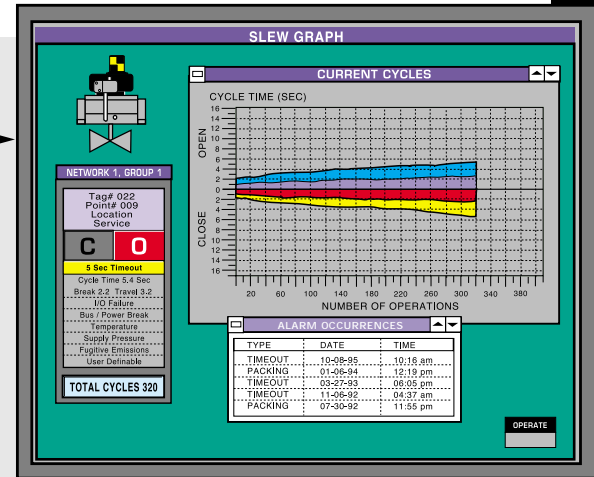 SLEW GRAPH
NETWORK 1, GROUP 1
Tag# 022
Point# 009
Location
Service
C O
5 Sec Timeout
Cycle Time 5.4 Sec
Break 2.2 Travel 3.2
I/O Failure
Bus / Power Break
Temperature
Supply Pressure
Fugitive Emissions
User Definable
TOTAL CYCLES 320
CURRENT CYCLES
CYCLE TIME (SEC)
OPEN
CLOSE
16
14
12
10
8
6
4
2
0
2
4
6
8
10
12
14
16
20 60 100 140 180 220 260 300 340 380
NUMBER OF OPERATIONS
ALARM OCCURRENCES
TYPE DATE TIME
TIMEOUT 10-08-95 10:16 am
PACKING 01-06-94 12:19 pm
TIMEOUT 03-27-93 06:05 pm
TIMEOUT 11-06-92 04:37 am
PACKING 07-30-92 11:55 pm
OPERATE